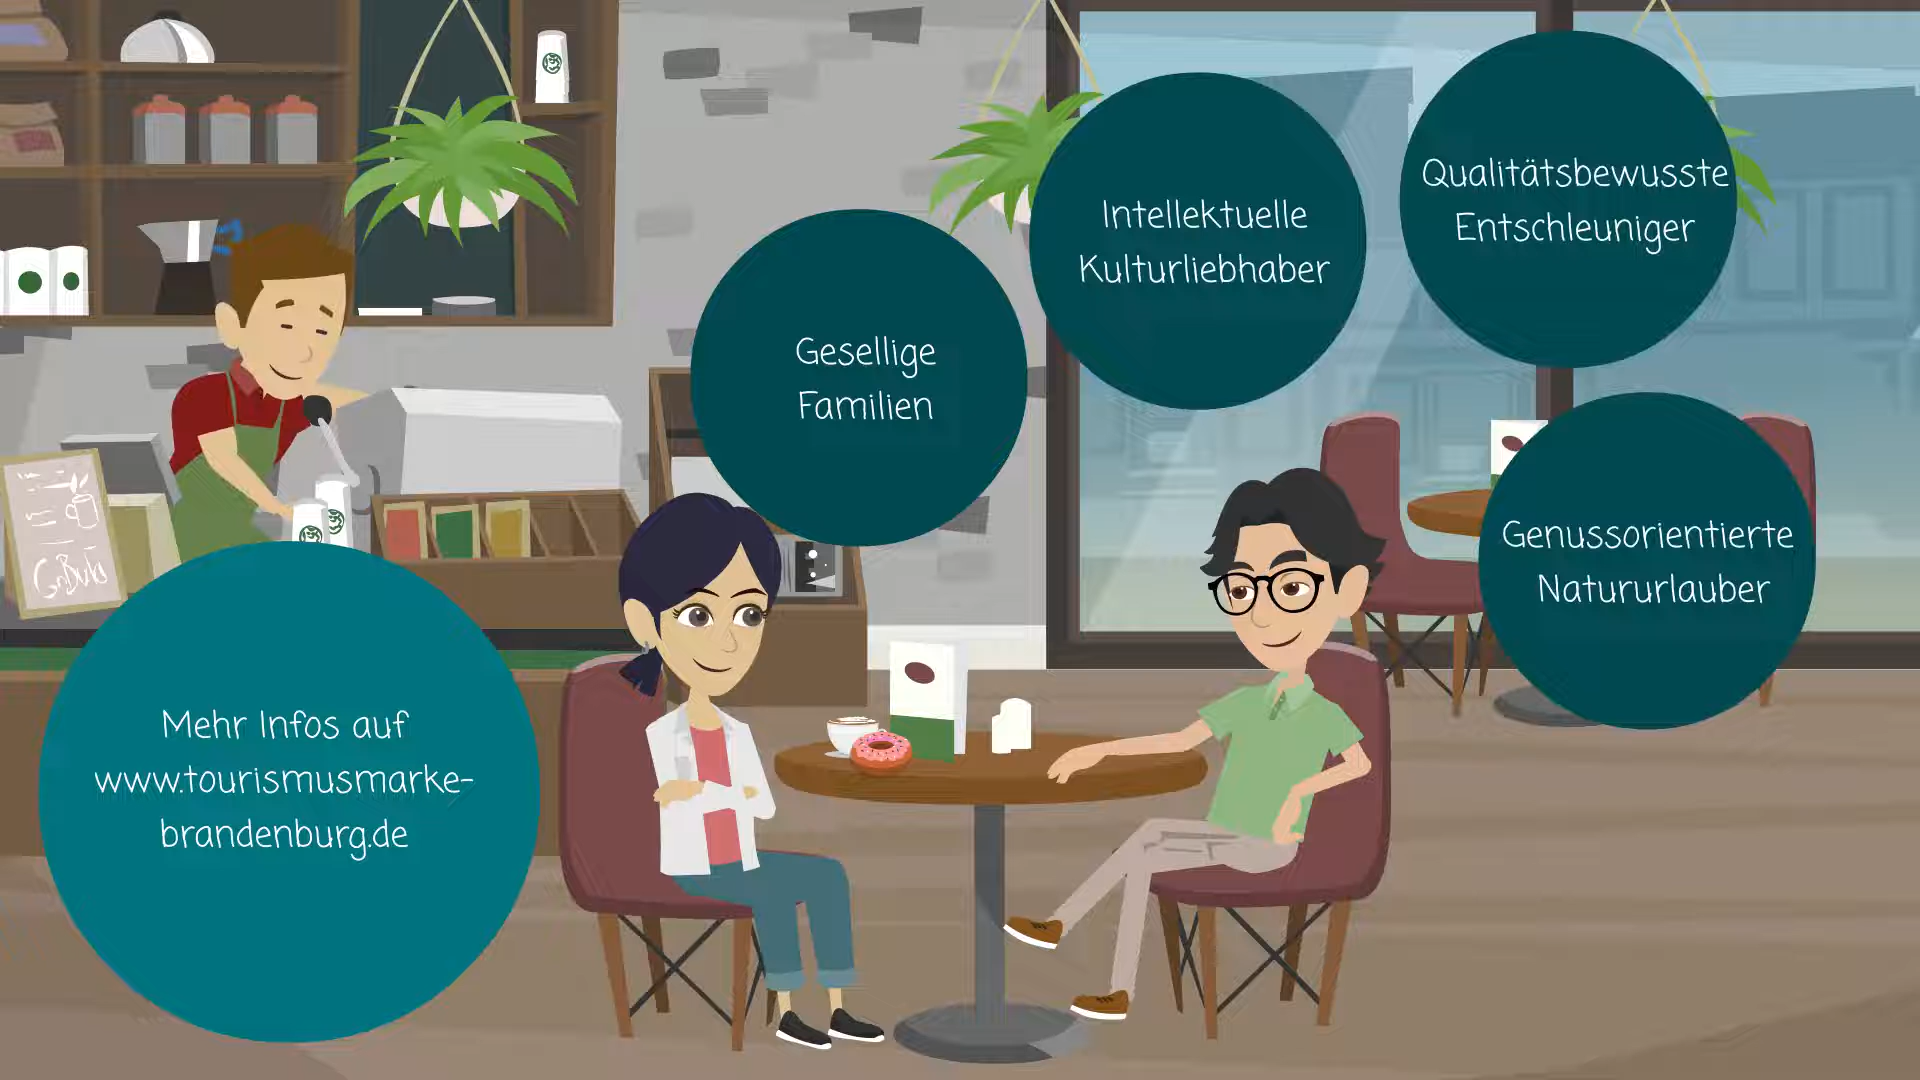 Qualitätsbewusste
Entschleuniger
Intellektuelle
Kulturliebhaber
Gesellige
Familien
Genussorientierte
Natururlauber
Mehr Infos auf
www.tourismusmarke-
brandenburg.de